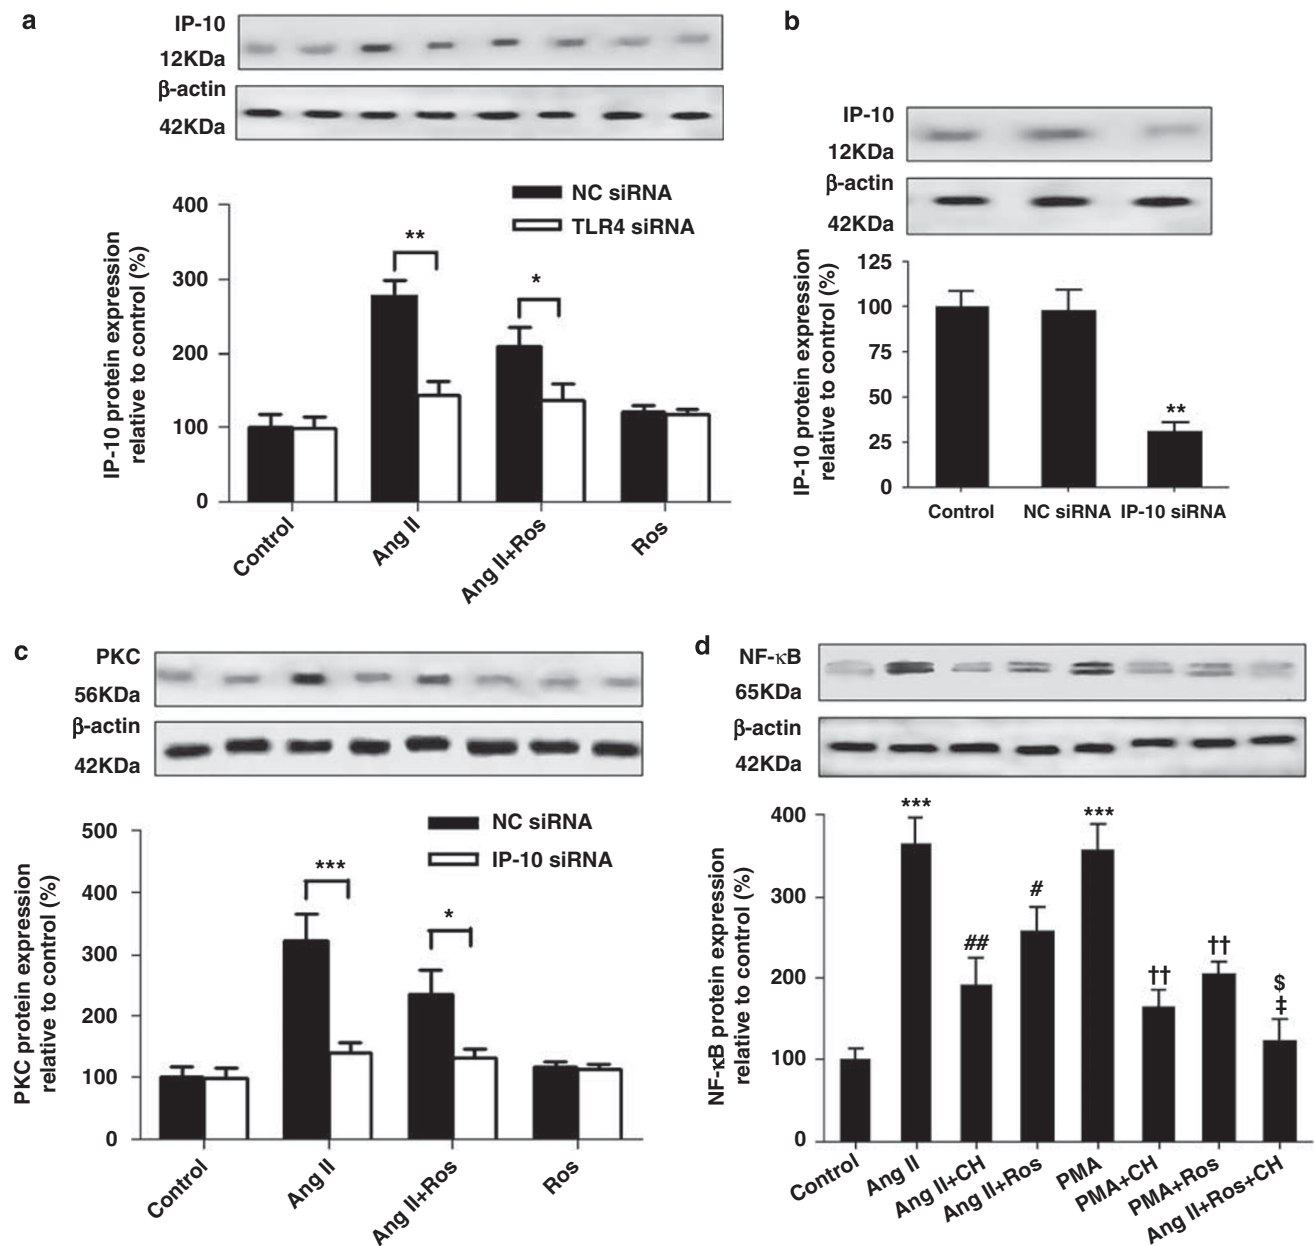 a
IP-10
12KDa
β-actin
42KDa
NC siRNA
TLR4 siRNA
400
300
200
100
0
IP-10 protein expression
relative to control (%)
**
*
Control
Ang II
Ang II+Ros
Ros
b
IP-10
12KDa
β-actin
42KDa
125
100
75
50
25
0
IP-10 protein expression
relative to control (%)
**
Control NC siRNA IP-10 siRNA
c
PKC
56KDa
β-actin
42KDa
NC siRNA
IP-10 siRNA
500
400
300
200
100
0
PKC protein expression
relative to control (%)
***
*
Control
Ang II
Ang II+Ros
Ros
d
NF-κB
65KDa
β-actin
42KDa
400
300
200
100
0
NF-κB protein expression
relative to control (%)
***
##
#
***
††
††
$
‡
Control
Ang II
Ang II+CH
Ang II+Ros
PMA
PMA+CH
PMA+Ros
Ang II+Ros+CH